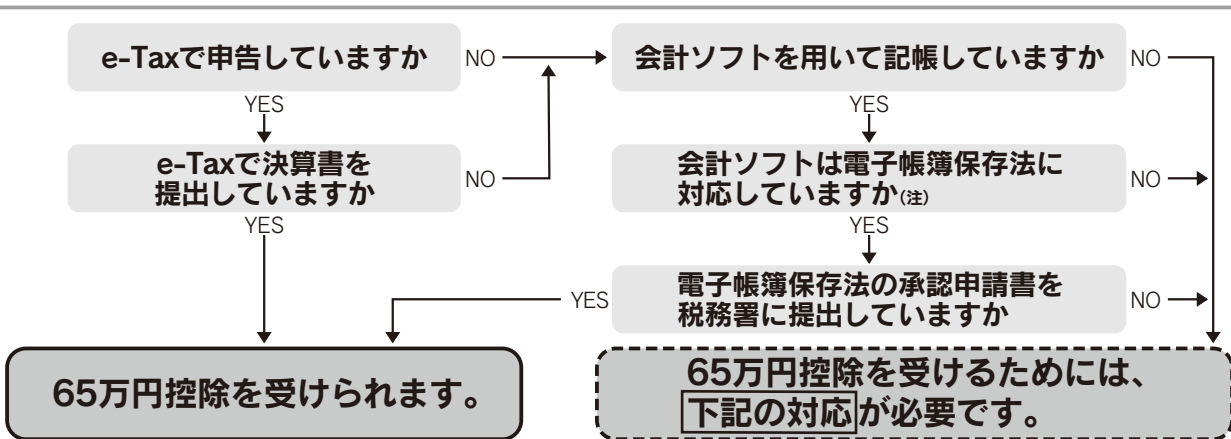 e-Taxで申告していますか
NO
会計ソフトを用いて記帳していますか
NO
YES
YES
e-Taxで決算書を
提出していますか
NO
会計ソフトは電子帳簿保存法に
対応していますか(注)
NO
YES
YES
YES
電子帳簿保存法の承認申請書を
税務署に提出していますか
NO
65万円控除を受けられます。
65万円控除を受けるためには、
下記の対応が必要です。